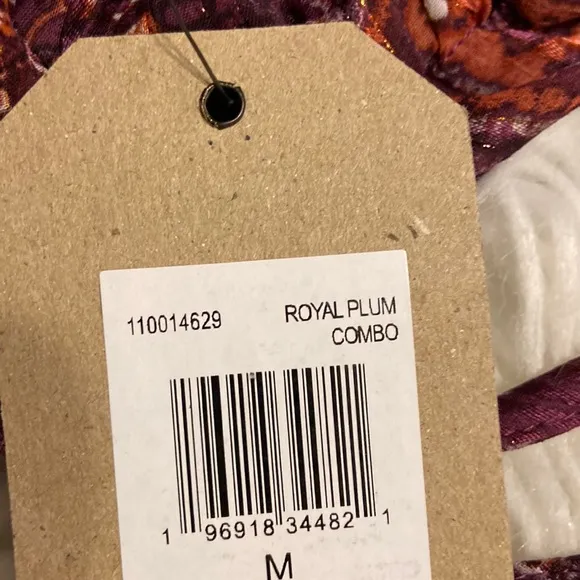 110014629
ROYAL PLUM
COMBO
1 96918 34482 1
M